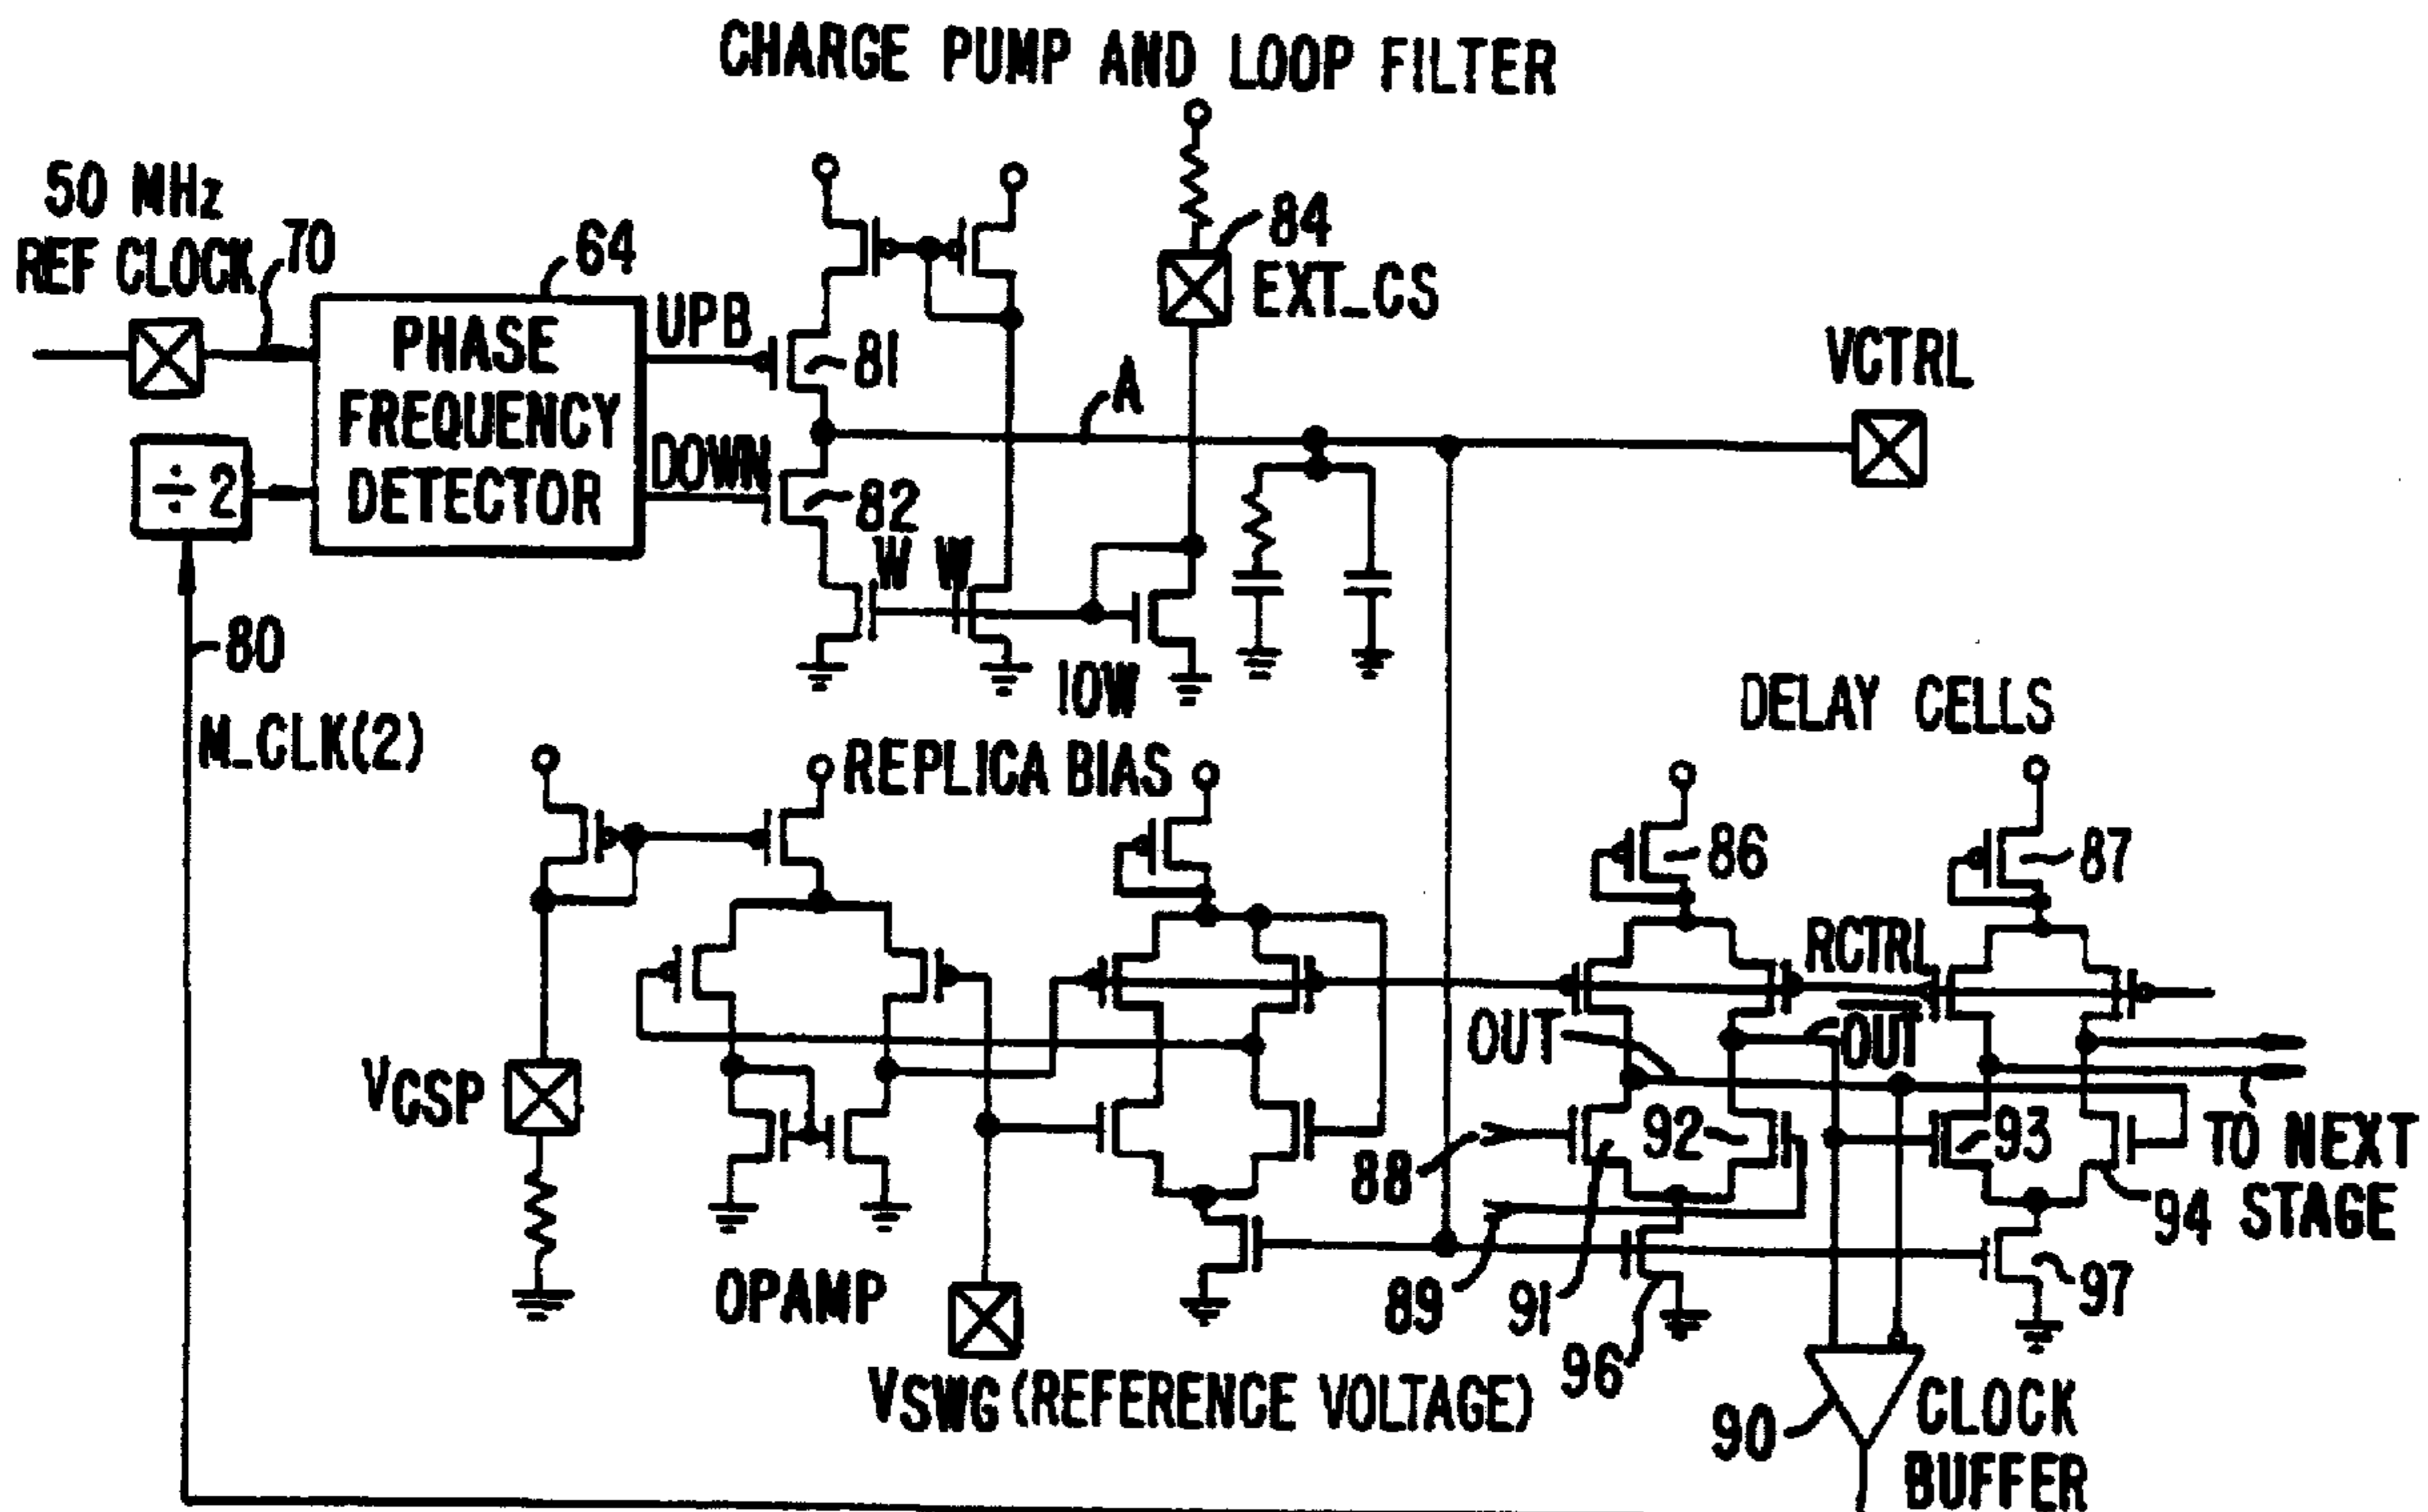 CHARGE PUMP AND LOOP FILTER
50 MHz
REF CLOCK
70
64
84
EXT_CS
PHASE
FREQUENCY
DETECTOR
UPB
81
A
VCTRL
÷ 2
DOWN
82
W W
10W
80
M_CLK(2)
REPLICA BIAS
DELAY CELLS
86
87
RCTRL
OUT
OUT
VCSP
88
92
93
TO NEXT
STAGE
94
OPAMP
89
91
96
97
VSWG (REFERENCE VOLTAGE)
90
CLOCK
BUFFER